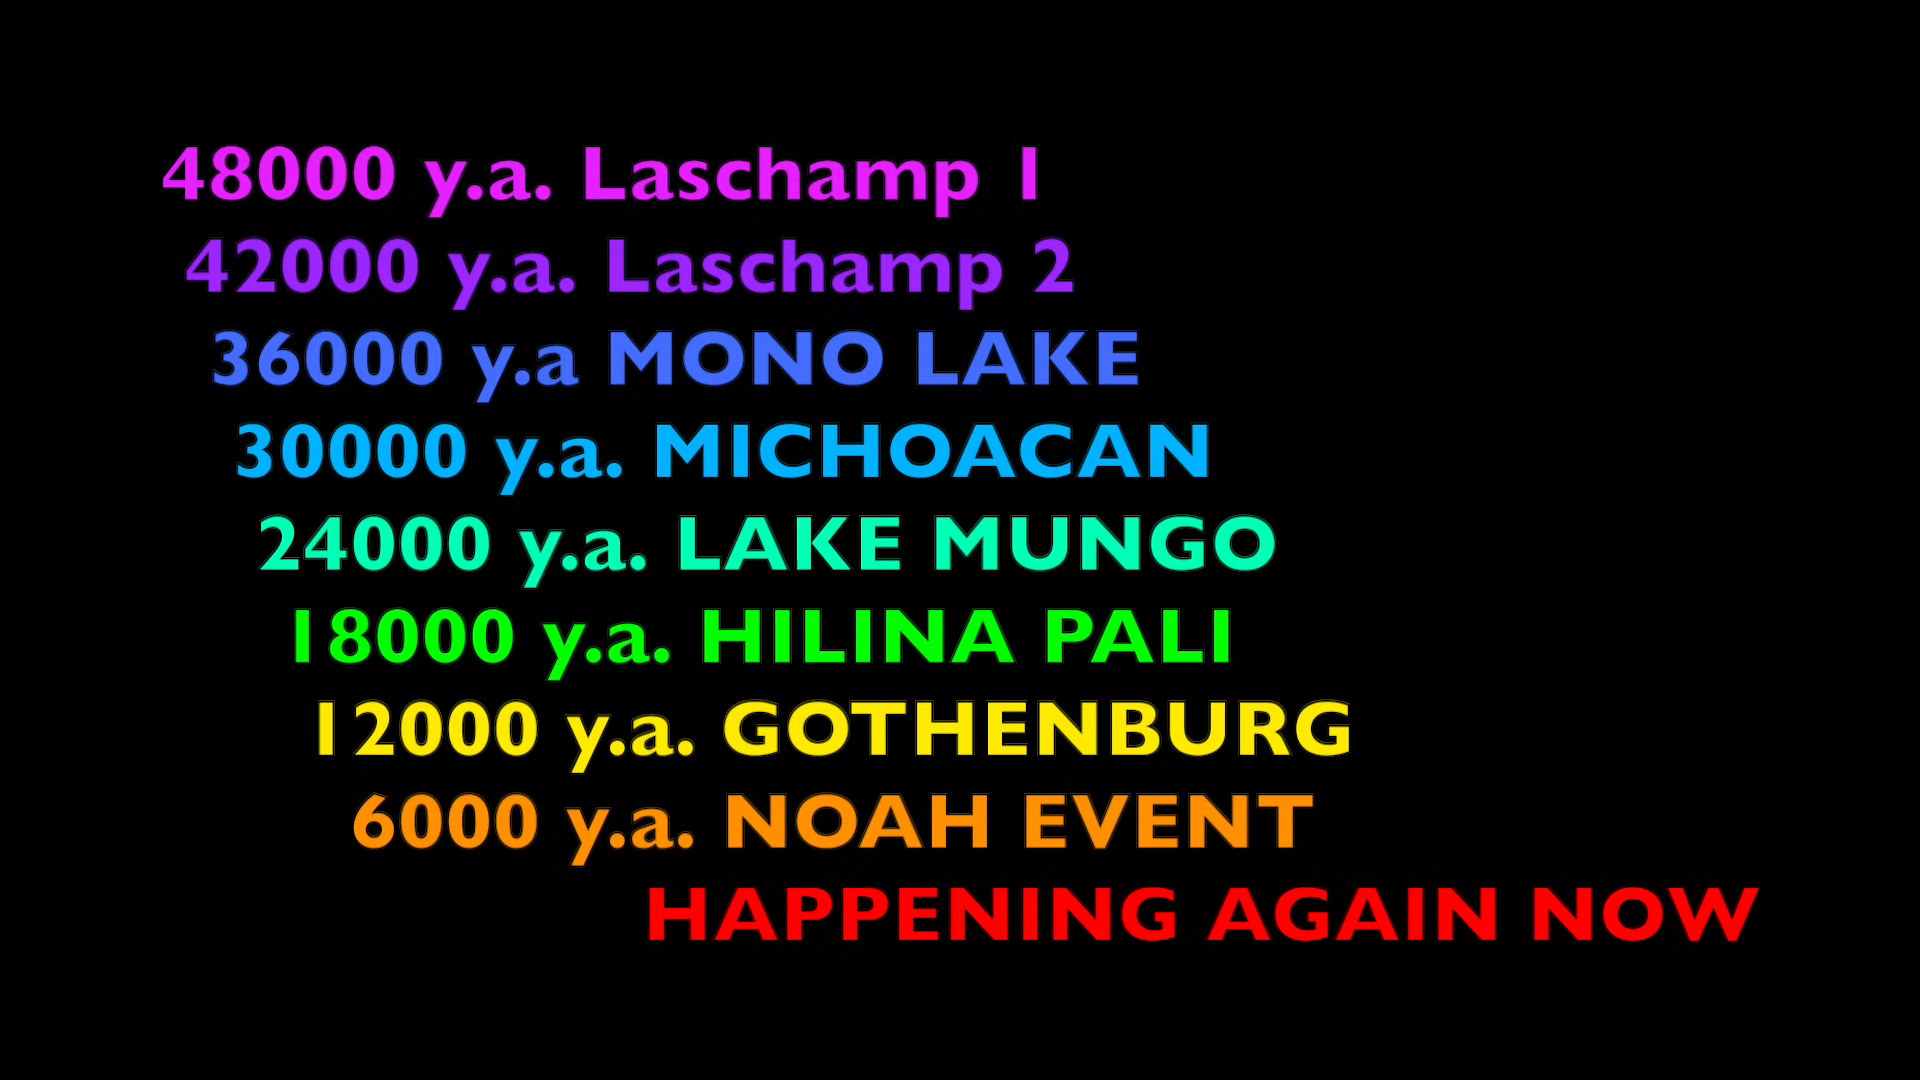 48000 y.a. Laschamp 1
42000 y.a. Laschamp 2
36000 y.a MONO LAKE
30000 y.a. MICHOACAN
24000 y.a. LAKE MUNGO
18000 y.a. HILINA PALI
12000 y.a. GOTHENBURG
6000 y.a. NOAH EVENT
HAPPENING AGAIN NOW